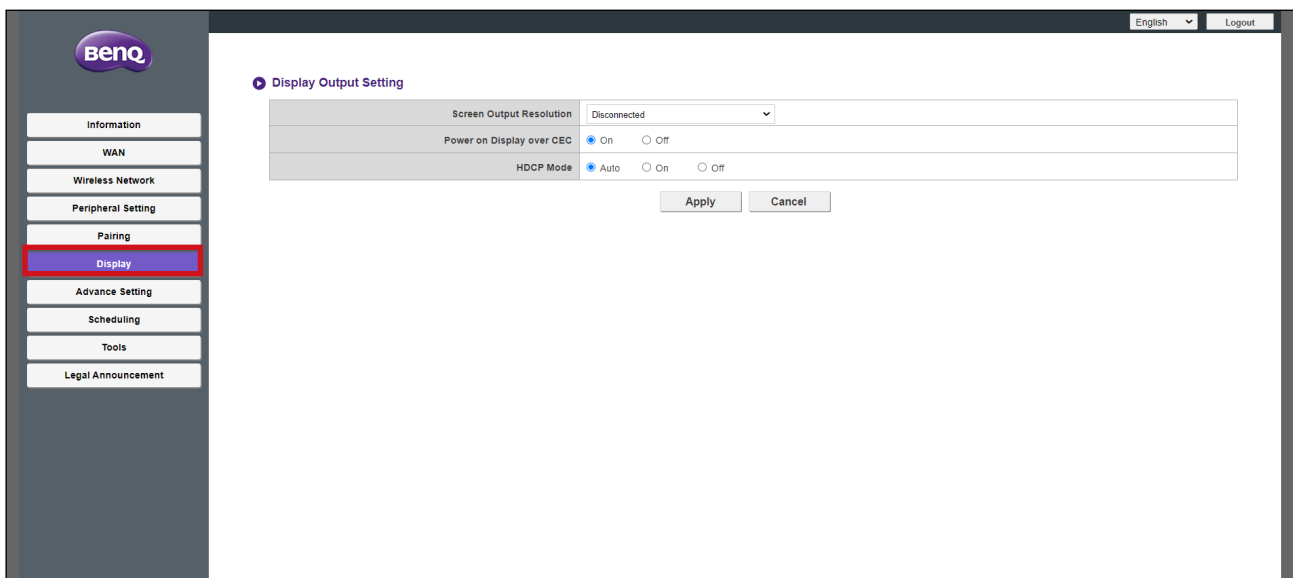 English
Logout
BenQ
Display Output Setting
Screen Output Resolution Disconnected
Power on Display over CEC On Off
HDCP Mode Auto On Off
Apply Cancel
Information
WAN
Wireless Network
Peripheral Setting
Pairing
Display
Advance Setting
Scheduling
Tools
Legal Announcement